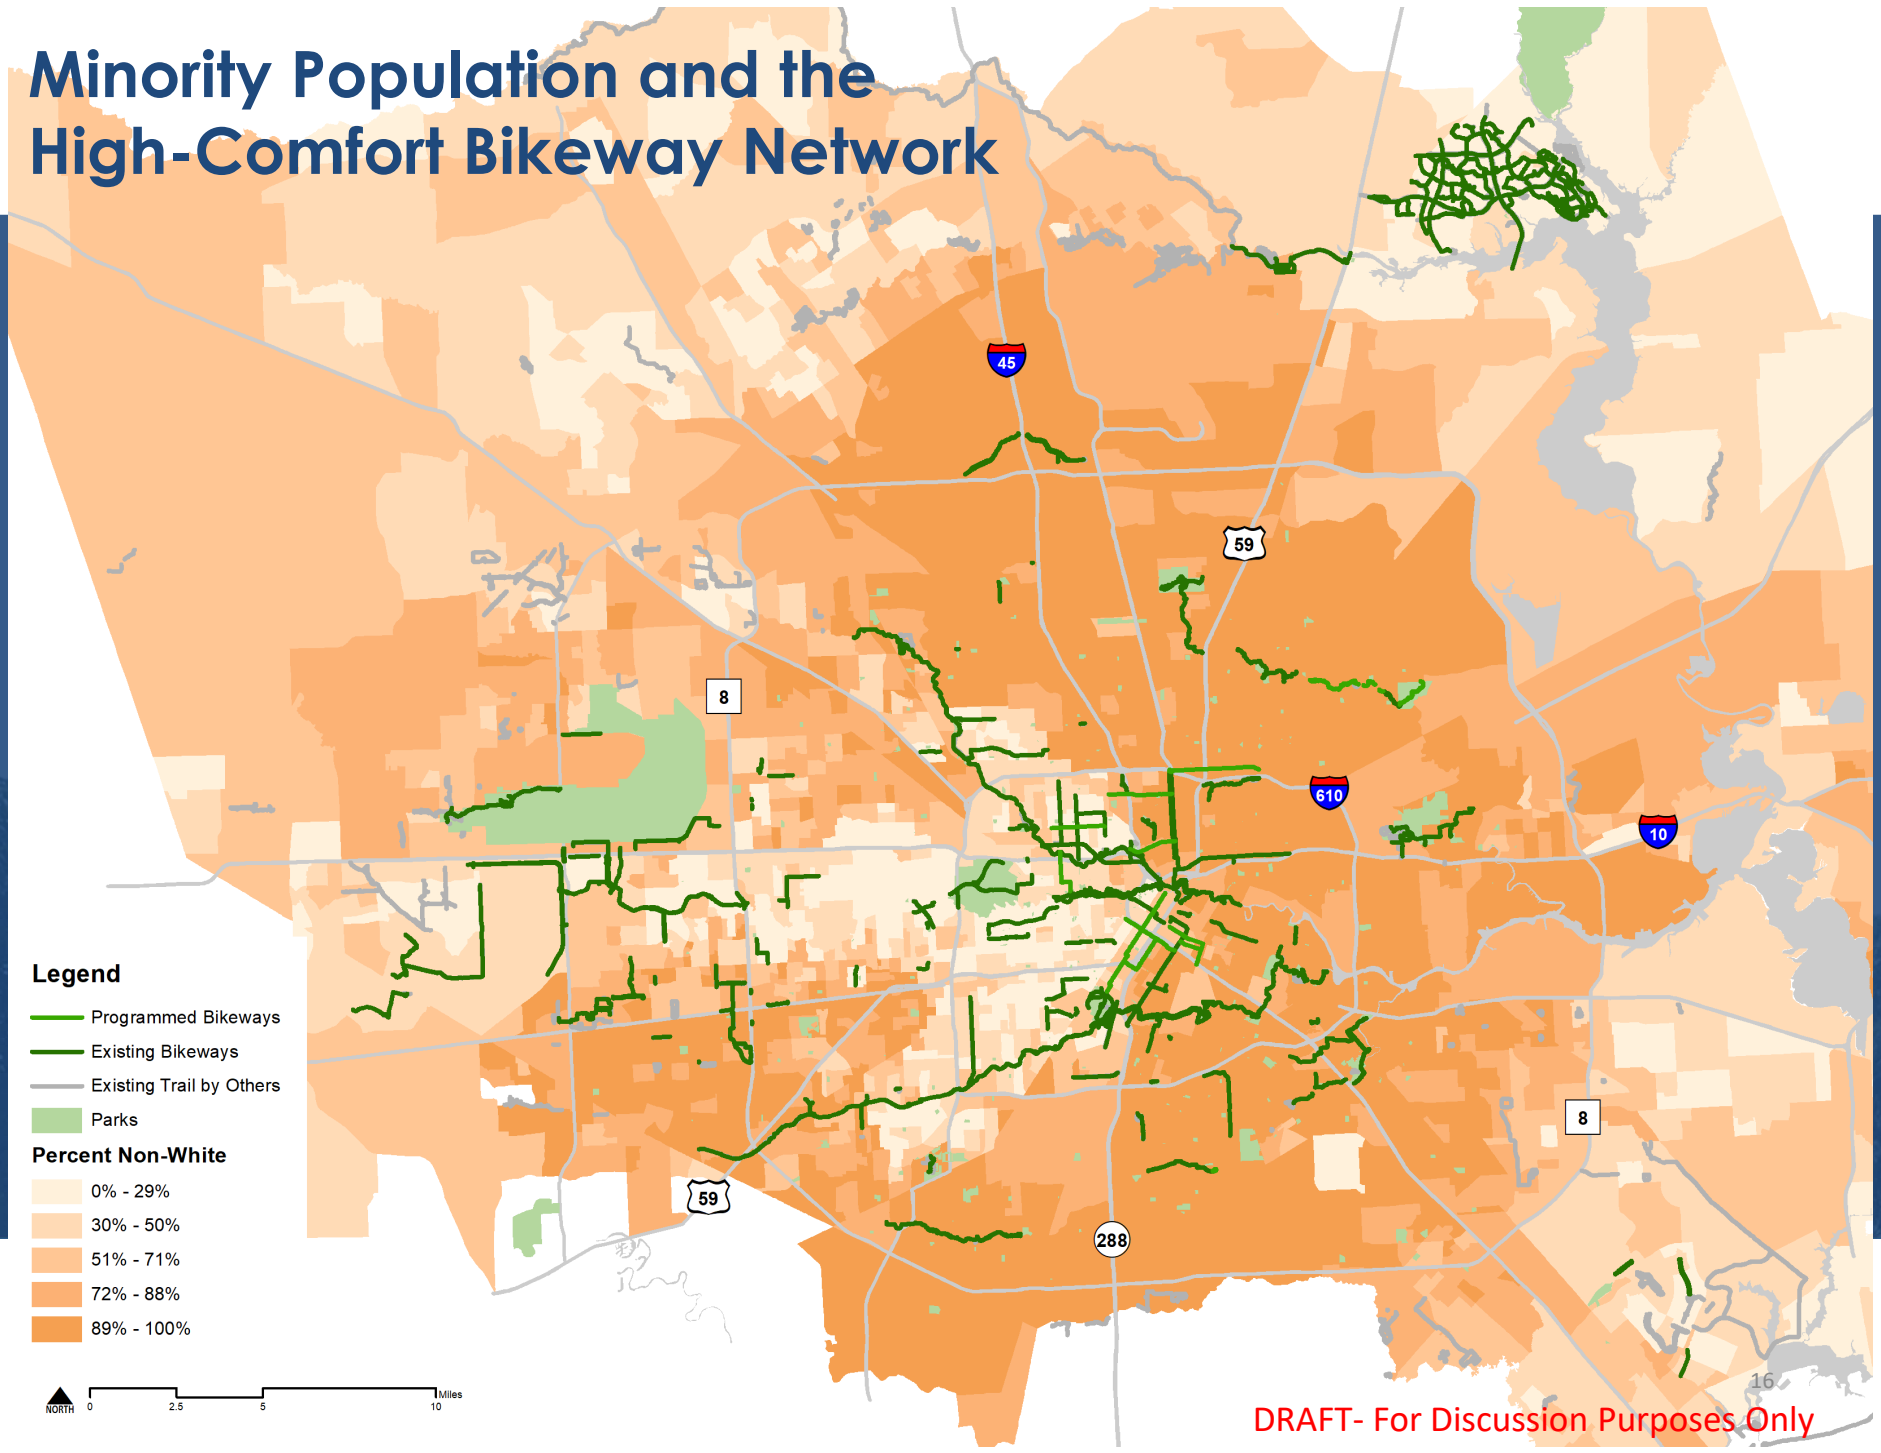 Minority Population and the
High-Comfort Bikeway Network
45
59
8
610
10
8
59
288
Legend
Programmed Bikeways
Existing Bikeways
Existing Trail by Others
Parks
Percent Non-White
0% - 29%
30% - 50%
51% - 71%
72% - 88%
89% - 100%
NORTH
0 2.5 5 10 Miles
16
DRAFT- For Discussion Purposes Only